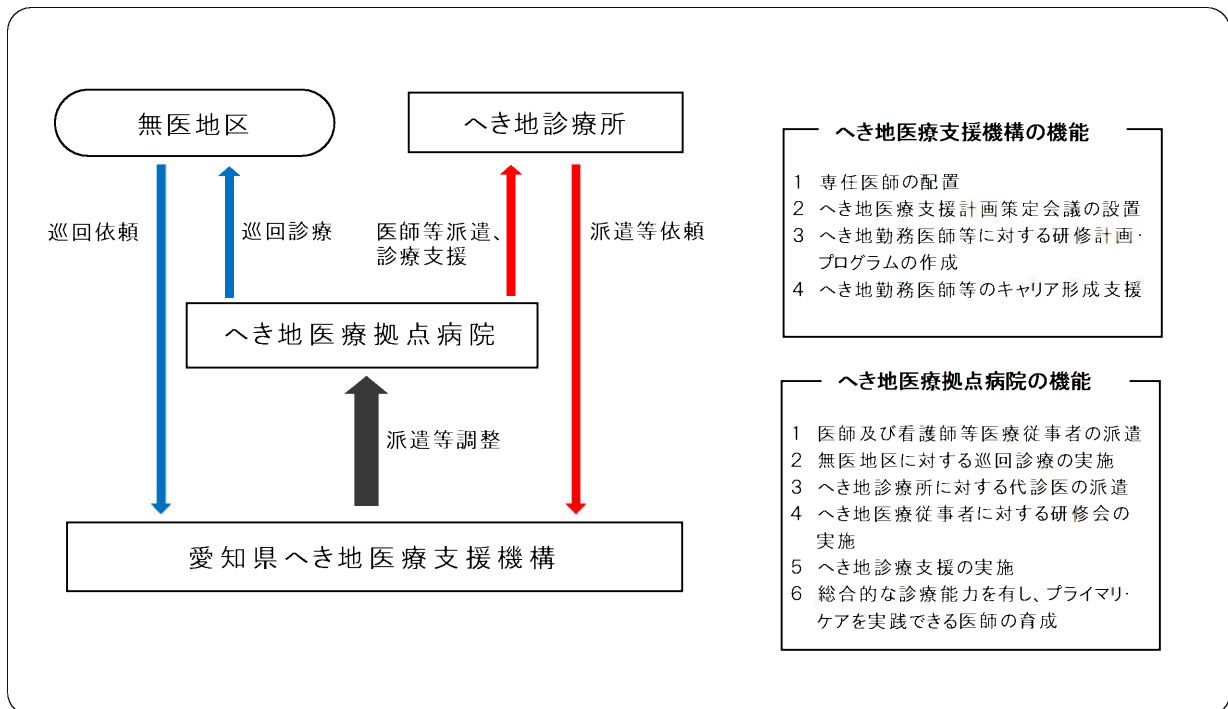 無医地区
へき地診療所
巡回依頼
巡回診療
医師等派遣、
診療支援
派遣等依頼
へき地医療拠点病院
派遣等調整
愛知県へき地医療支援機構
へき地医療支援機構の機能
1 専任医師の配置
2 へき地医療支援計画策定会議の設置
3 へき地勤務医師等に対する研修計画・
プログラムの作成
4 へき地勤務医師等のキャリア形成支援
へき地医療拠点病院の機能
1 医師及び看護師等医療従事者の派遣
2 無医地区に対する巡回診療の実施
3 へき地診療所に対する代診医の派遣
4 へき地医療従事者に対する研修会の
実施
5 へき地診療支援の実施
6 総合的な診療能力を有し、プライマリ・
ケアを実践できる医師の育成